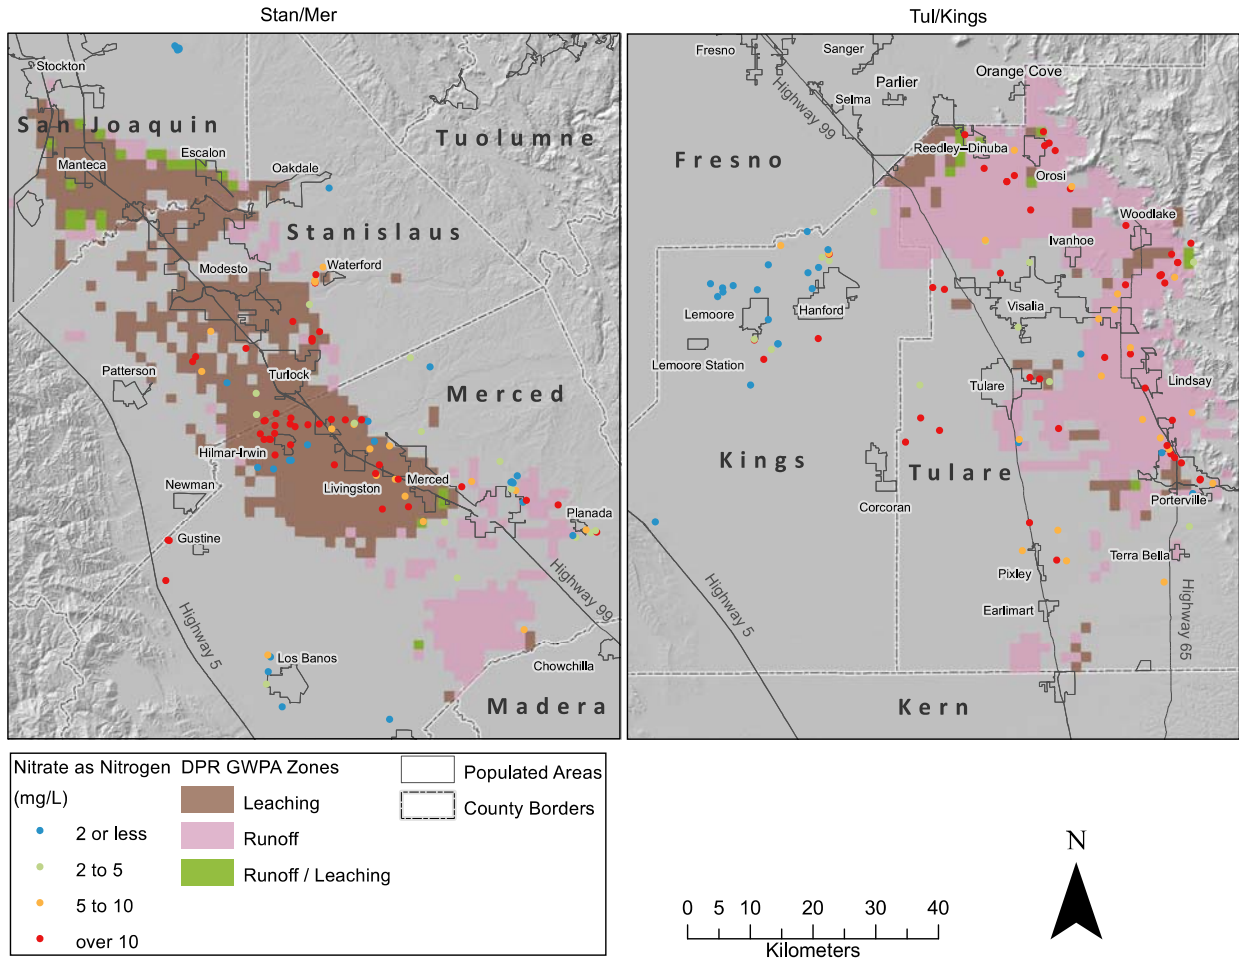 Stan/Mer
Tul/Kings
Stockton
San Joaquin
Tuolumne
Manteca
Escalon
Oakdale
Stanislaus
Modesto
Waterford
Patterson
Turlock
Merced
Hilmar-Irwin
Newman
Livingston
Merced
Planada
Gustine
Highway 5
Highway 99
Los Banos
Chowchilla
Madera
Fresno
Sanger
Highway 99
Parlier
Orange Cove
Selma
Fresno
Reedley-Dinuba
Orosi
Woodlake
Ivanhoe
Visalia
Lemoore
Hanford
Lemoore Station
Tulare
Lindsay
Kings
Tulare
Corcoran
Porterville
Terra Bella
Pixley
Earlimart
Highway 5
Highway 65
Kern
Nitrate as Nitrogen
(mg/L)
2 or less
2 to 5
5 to 10
over 10
DPR GWPA Zones
Leaching
Runoff
Runoff / Leaching
Populated Areas
County Borders
0 5 10 20 30 40
Kilometers
N